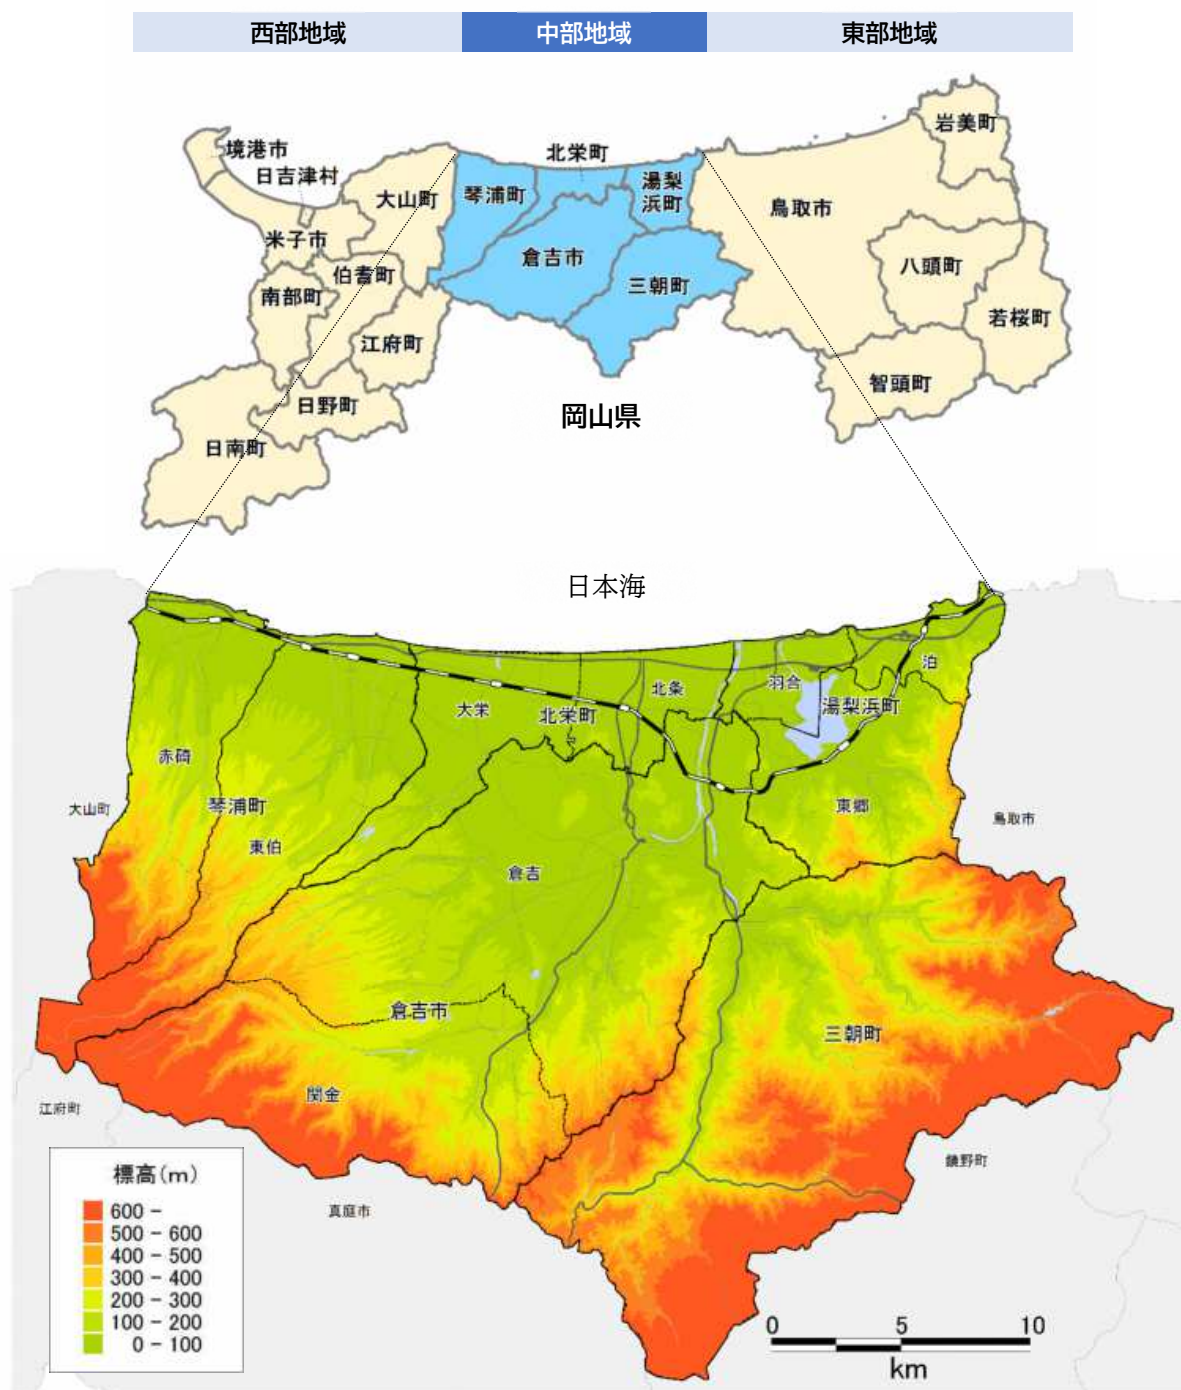 西部地域
中部地域
東部地域
岩美町
境港市
北栄町
日吉津村
湯梨
浜町
大山町
琴浦町
鳥取市
米子市
倉吉市
八頭町
伯耆町
三朝町
南部町
若桜町
江府町
智頭町
日野町
岡山県
日南町
日本海
泊
羽合
北条
湯梨浜町
大栄
北栄町
赤碕
大山町
琴浦町
東郷
鳥取市
東伯
倉吉
倉吉市
三朝町
関金
江府町
鏡野町
真庭市
標高(m)
600 -
500 - 600
400 - 500
300 - 400
200 - 300
100 - 200
0 - 100
0 5 10
km